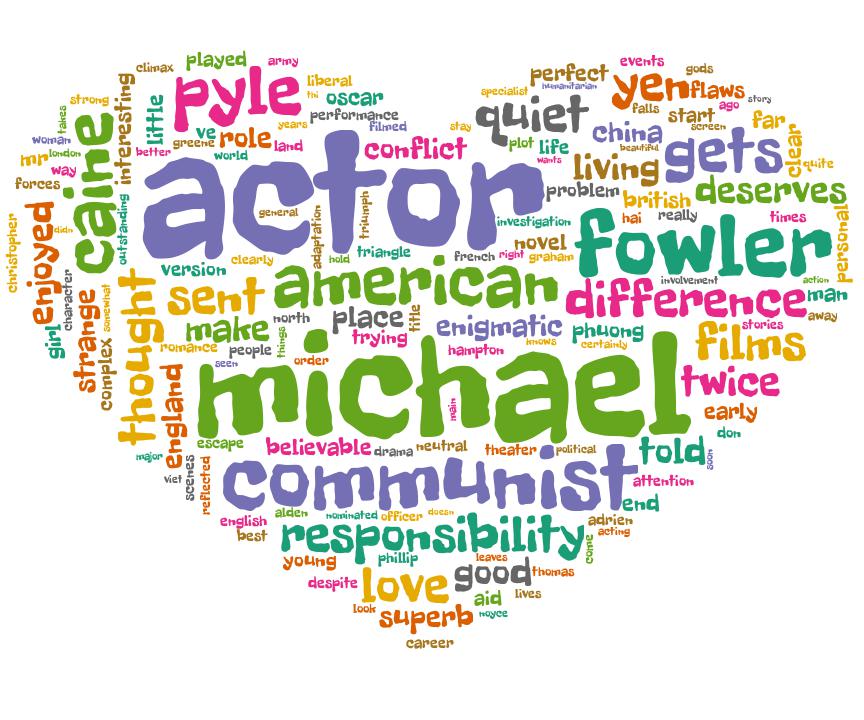 events
climax
played
army
gods
perfect
humanitarian
yen
flaws
strong
pyle
liberal
thi
oscar
specialist
ago
story
takes
interesting
little
performance
quiet
falls
start
screen
far
woman
caine
greene
ve
role
years
filmed
stay
china
beautiful
clear
mr
london
better
world
land
conflict
plot
life
wants
gets
quite
way
actor
living
forces
problem
british
deserves
christopher
enjoyed
didn
outstanding
general
adaptation
triumph
investigation
hai
really
times
personal
clearly
hold
triangle
novel
french
right
graham
fowler
version
character
american
involvement
action
sent
difference
man
girl
strange
somewhat
thought
make
north
place
title
enigmatic
phuong
stories
away
complex
things
trying
knows
certainly
films
romance
people
order
hampton
seen
michael
twice
england
main
early
escape
believable
drama
neutral
theater
political
told
don
soon
major
viet
scenes
reflected
communist
attention
end
alden
nominated
officer
doesn
english
best
responsibility
adrien
acting
come
young
phillip
leaves
despite
love
good
thomas
look
superb
aid
lives
noyce
career